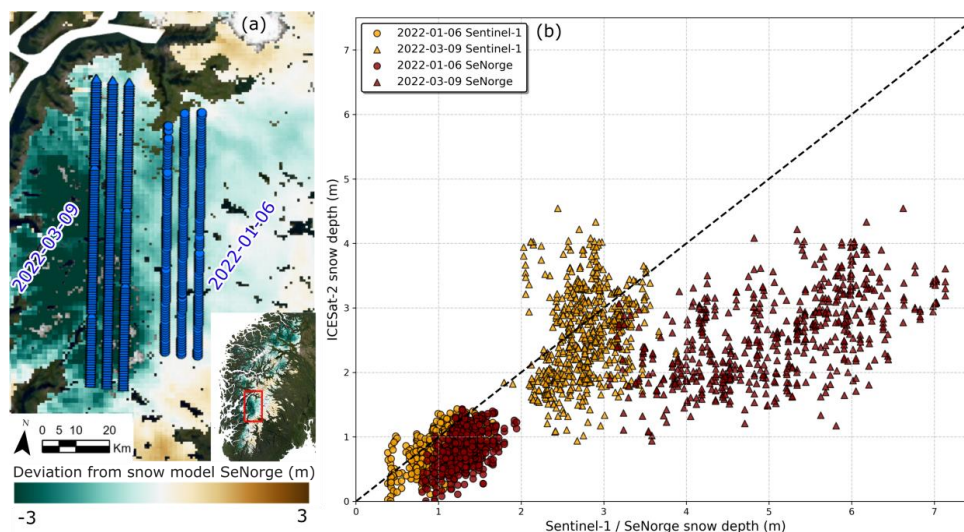 (a)
2022-03-09
2022-01-06
N
0 5 10 20
Km
Deviation from snow model SeNorge (m)
-3 3
(b)
2022-01-06 Sentinel-1
2022-03-09 Sentinel-1
2022-01-06 SeNorge
2022-03-09 SeNorge
ICESat-2 snow depth (m)
7
6
5
4
3
2
1
0
0 1 2 3 4 5 6 7
Sentinel-1 / SeNorge snow depth (m)